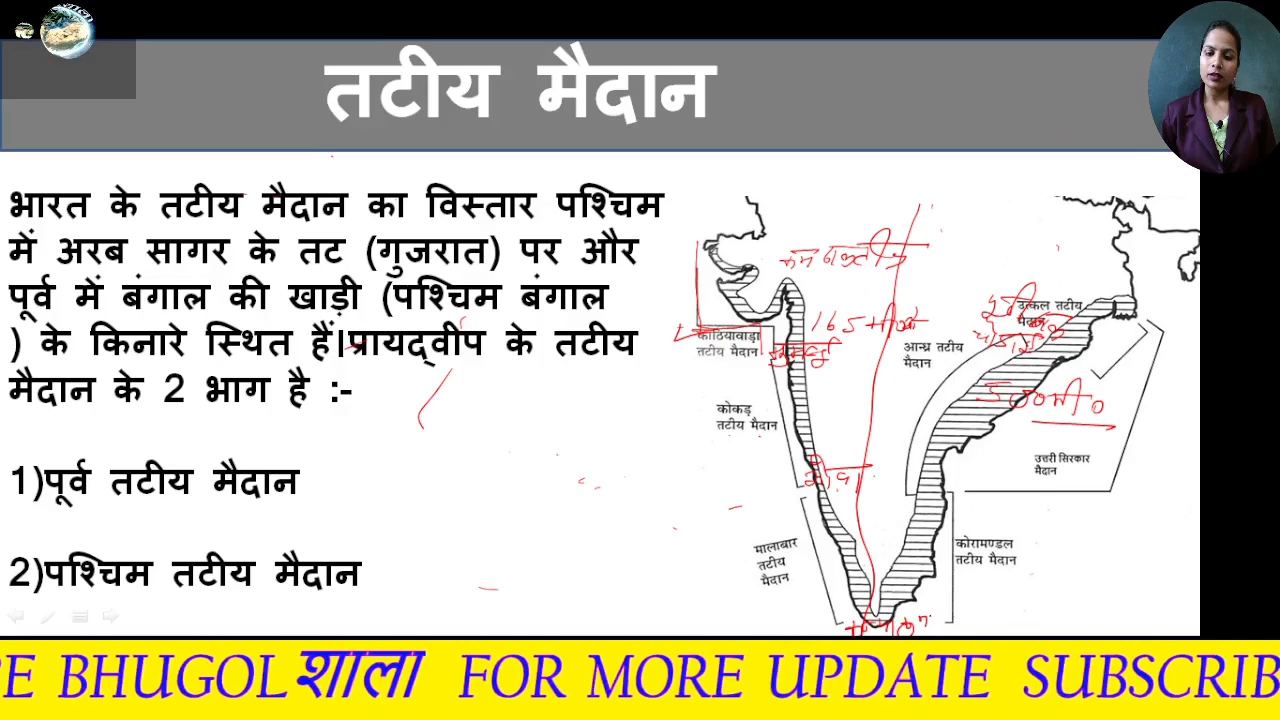 तटीय मैदान
भारत के तटीय मैदान का विस्तार पश्चिम
में अरब सागर के तट (गुजरात) पर और
पूर्व में बंगाल की खाड़ी (पश्चिम बंगाल
) के किनारे स्थित हैं।प्रायद्वीप के तटीय
मैदान के 2 भाग है :-
1)पूर्व तटीय मैदान
2)पश्चिम तटीय मैदान
काठियावाड़
तटीय मैदान
कोकड़
तटीय मैदान
मालाबार
तटीय
मैदान
आन्ध्र तटीय
मैदान
उत्कल तटीय
मैदान
उत्तरी सिरकार
मैदान
कोरामण्डल
तटीय मैदान
गोवा
RE BHUGOLशाला FOR MORE UPDATE SUBSCRIB